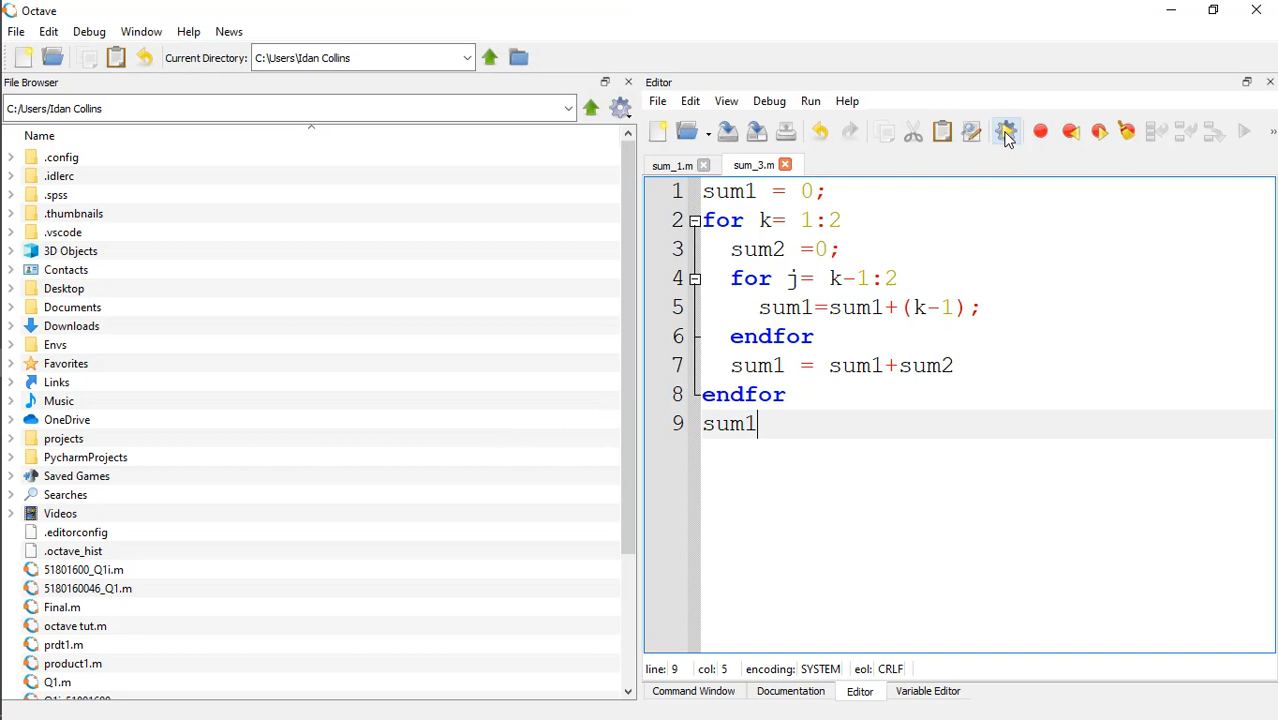 Octave
File Edit Debug Window Help News
Current Directory: C:\Users\Idan Collins
File Browser
C:/Users/Idan Collins
Name
.config
.idlerc
.spss
.thumbnails
.vscode
3D Objects
Contacts
Desktop
Documents
Downloads
Envs
Favorites
Links
Music
OneDrive
projects
PycharmProjects
Saved Games
Searches
Videos
.editorconfig
.octave_hist
51801600_Q1i.m
5180160046_Q1.m
Final.m
octave tut.m
prdt1.m
product1.m
Q1.m
Editor
File Edit View Debug Run Help
sum_1.m sum_3.m
1 sum1 = 0;
2 for k= 1:2
3 sum2 =0;
4 for j= k-1:2
5 sum1=sum1+(k-1);
6 endfor
7 sum1 = sum1+sum2
8 endfor
9 sum1
line: 9 col: 5 encoding: SYSTEM eol: CRLF
Command Window Documentation Editor Variable Editor